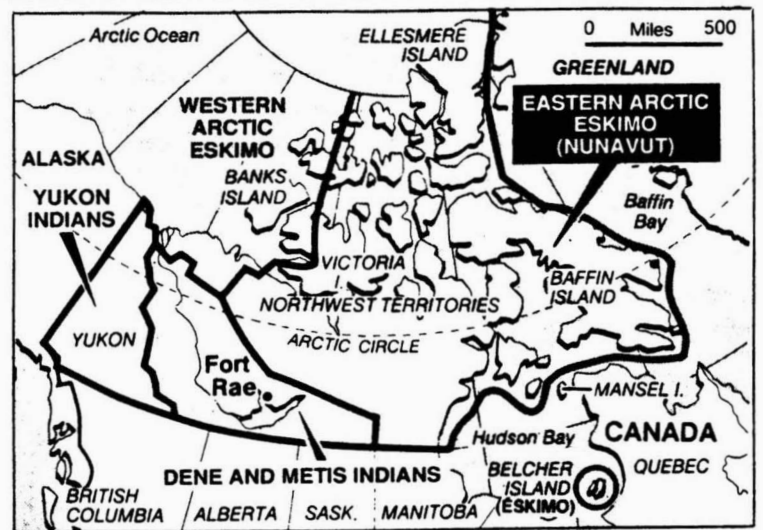 Arctic Ocean
ELLESMERE
ISLAND
0 Miles 500
GREENLAND
EASTERN ARCTIC
ESKIMO
(NUNAVUT)
WESTERN
ARCTIC
ESKIMO
ALASKA
BANKS
ISLAND
YUKON
INDIANS
Baffin
Bay
VICTORIA
BAFFIN
ISLAND
NORTHWEST TERRITORIES
YUKON
ARCTIC CIRCLE
Fort
Rae
MANSEL I.
Hudson Bay
CANADA
DENE AND METIS INDIANS
BELCHER
ISLAND
(ESKIMO)
QUEBEC
BRITISH
COLUMBIA
ALBERTA
SASK.
MANITOBA